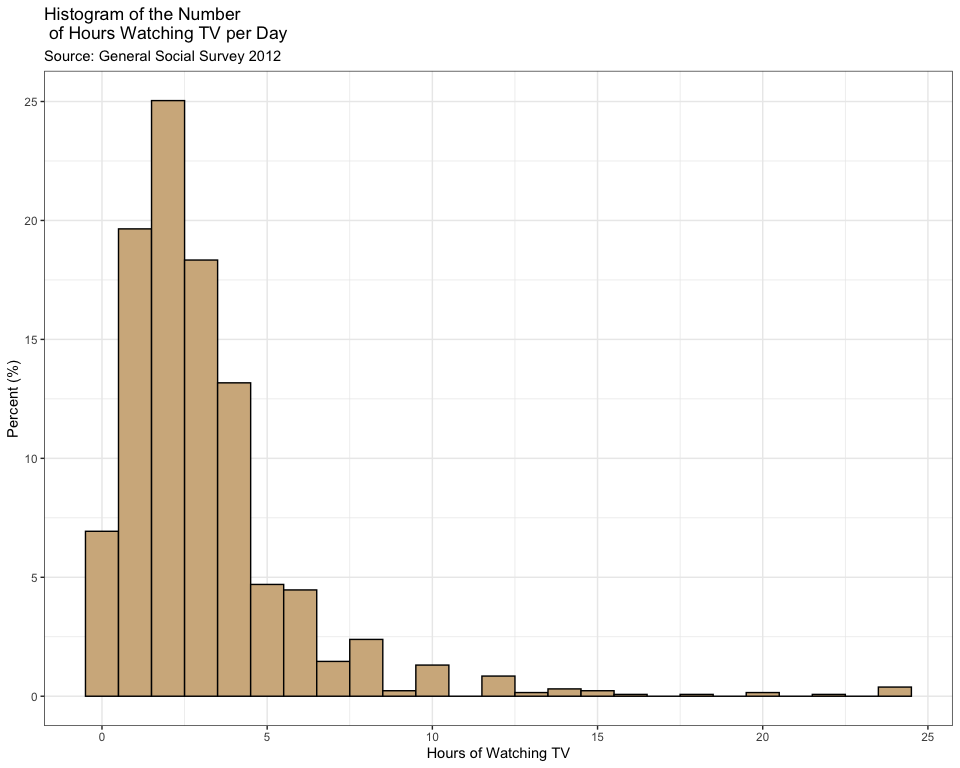 Histogram of the Number
of Hours Watching TV per Day
Source: General Social Survey 2012
Percent (%)
25
20
15
10
5
0
0 5 10 15 20 25
Hours of Watching TV